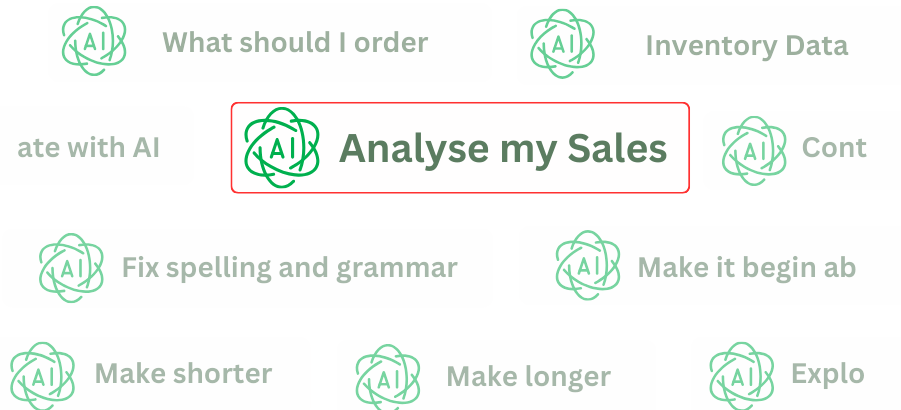 AI What should I order
AI Inventory Data
ate with AI
AI Analyse my Sales
AI Cont
AI Fix spelling and grammar
AI Make it begin ab
AI Make shorter
AI Make longer
AI Explo